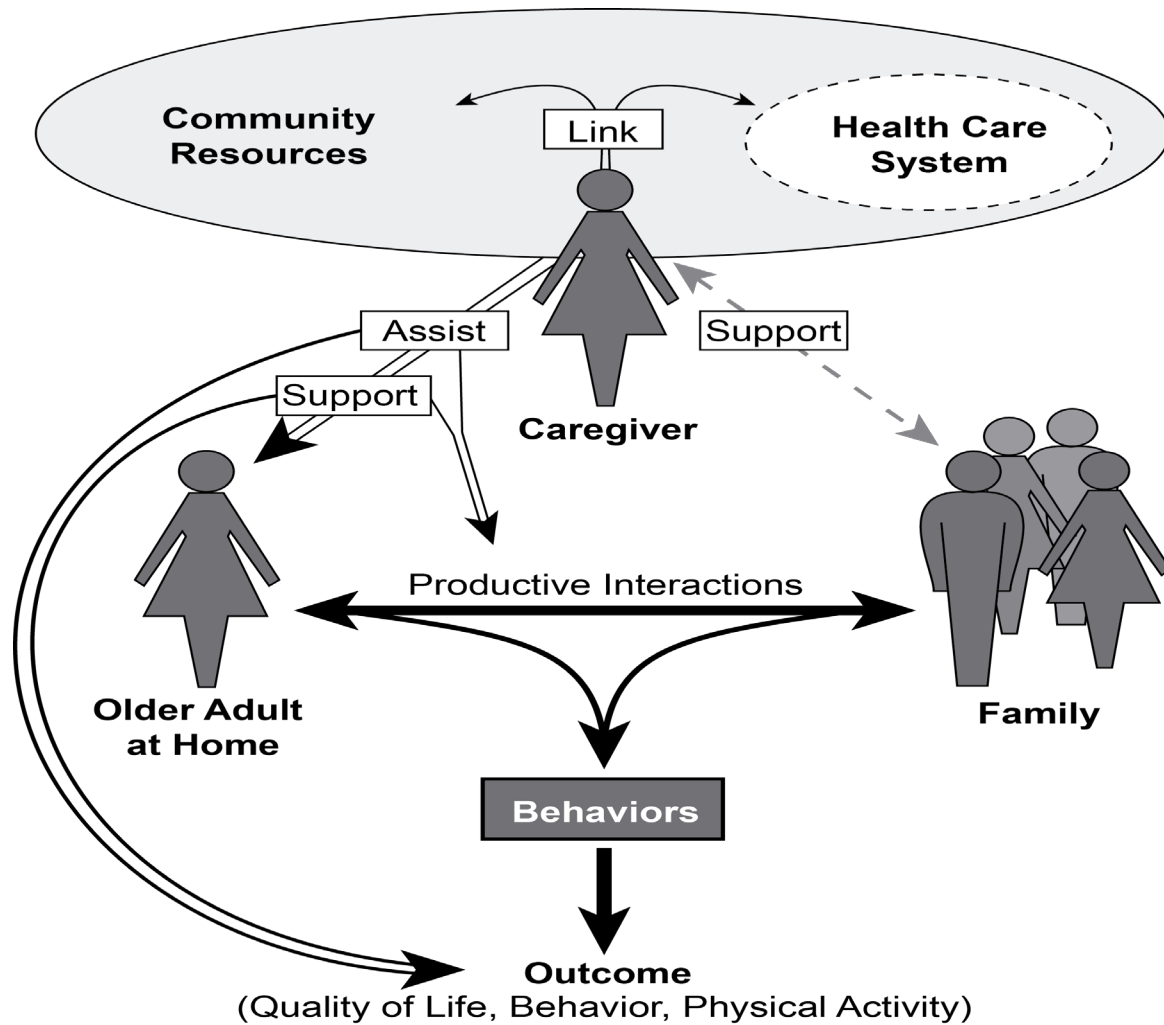 Community
Resources
Link
Health Care
System
Assist
Support
Support
Caregiver
Productive Interactions
Older Adult
at Home
Family
Behaviors
Outcome
(Quality of Life, Behavior, Physical Activity)